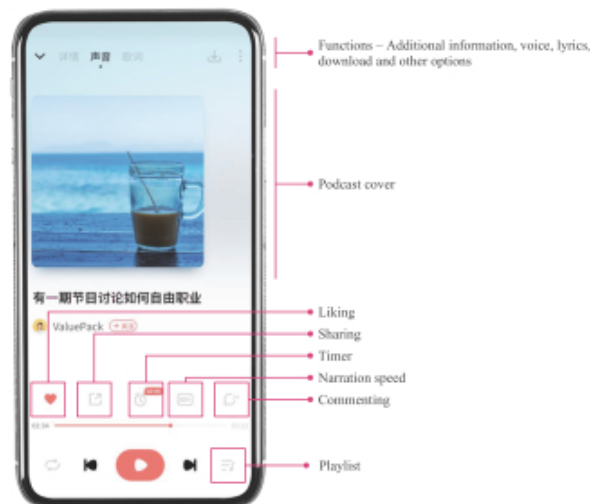 详情 声音 歌词
Functions – Additional information, voice, lyrics,
download and other options
Podcast cover
有一期节目讨论如何自由职业
ValuePack +关注
Liking
Sharing
Timer
Narration speed
Commenting
Playlist